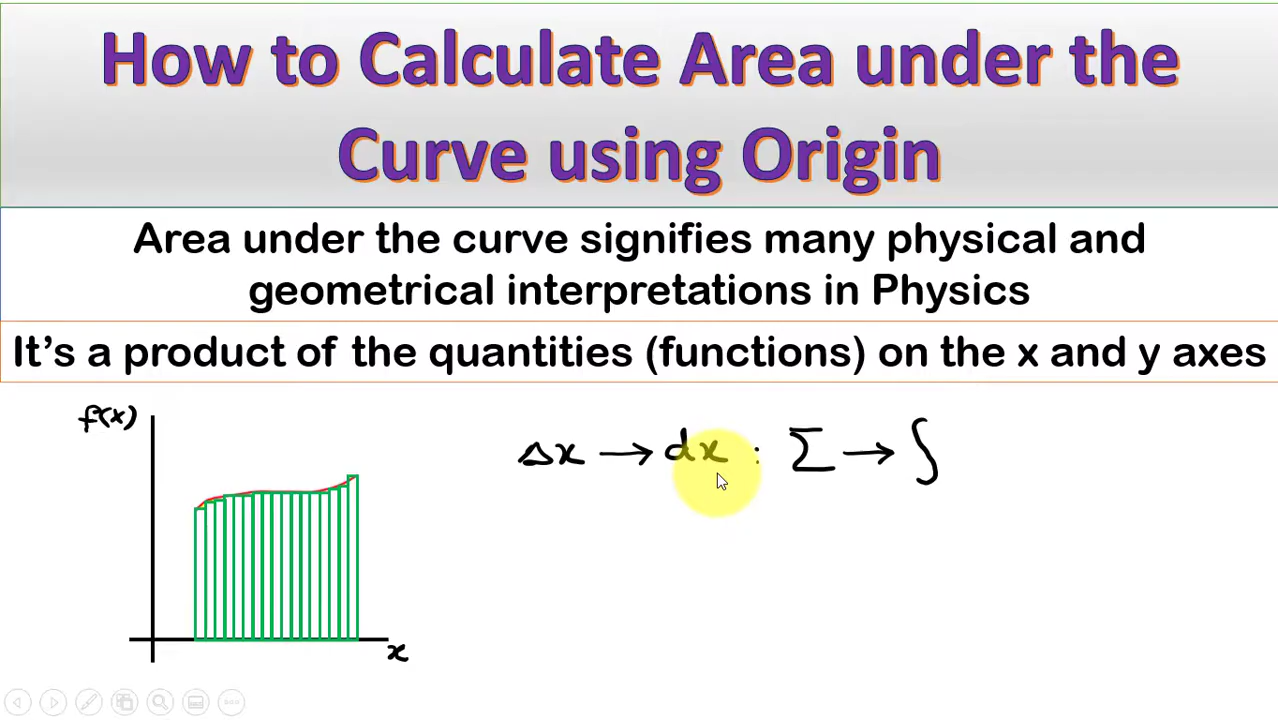 How to Calculate Area under the
Curve using Origin
Area under the curve signifies many physical and
geometrical interpretations in Physics
It's a product of the quantities (functions) on the x and y axes
f(x)
Δx → dx : Σ → ∫
x